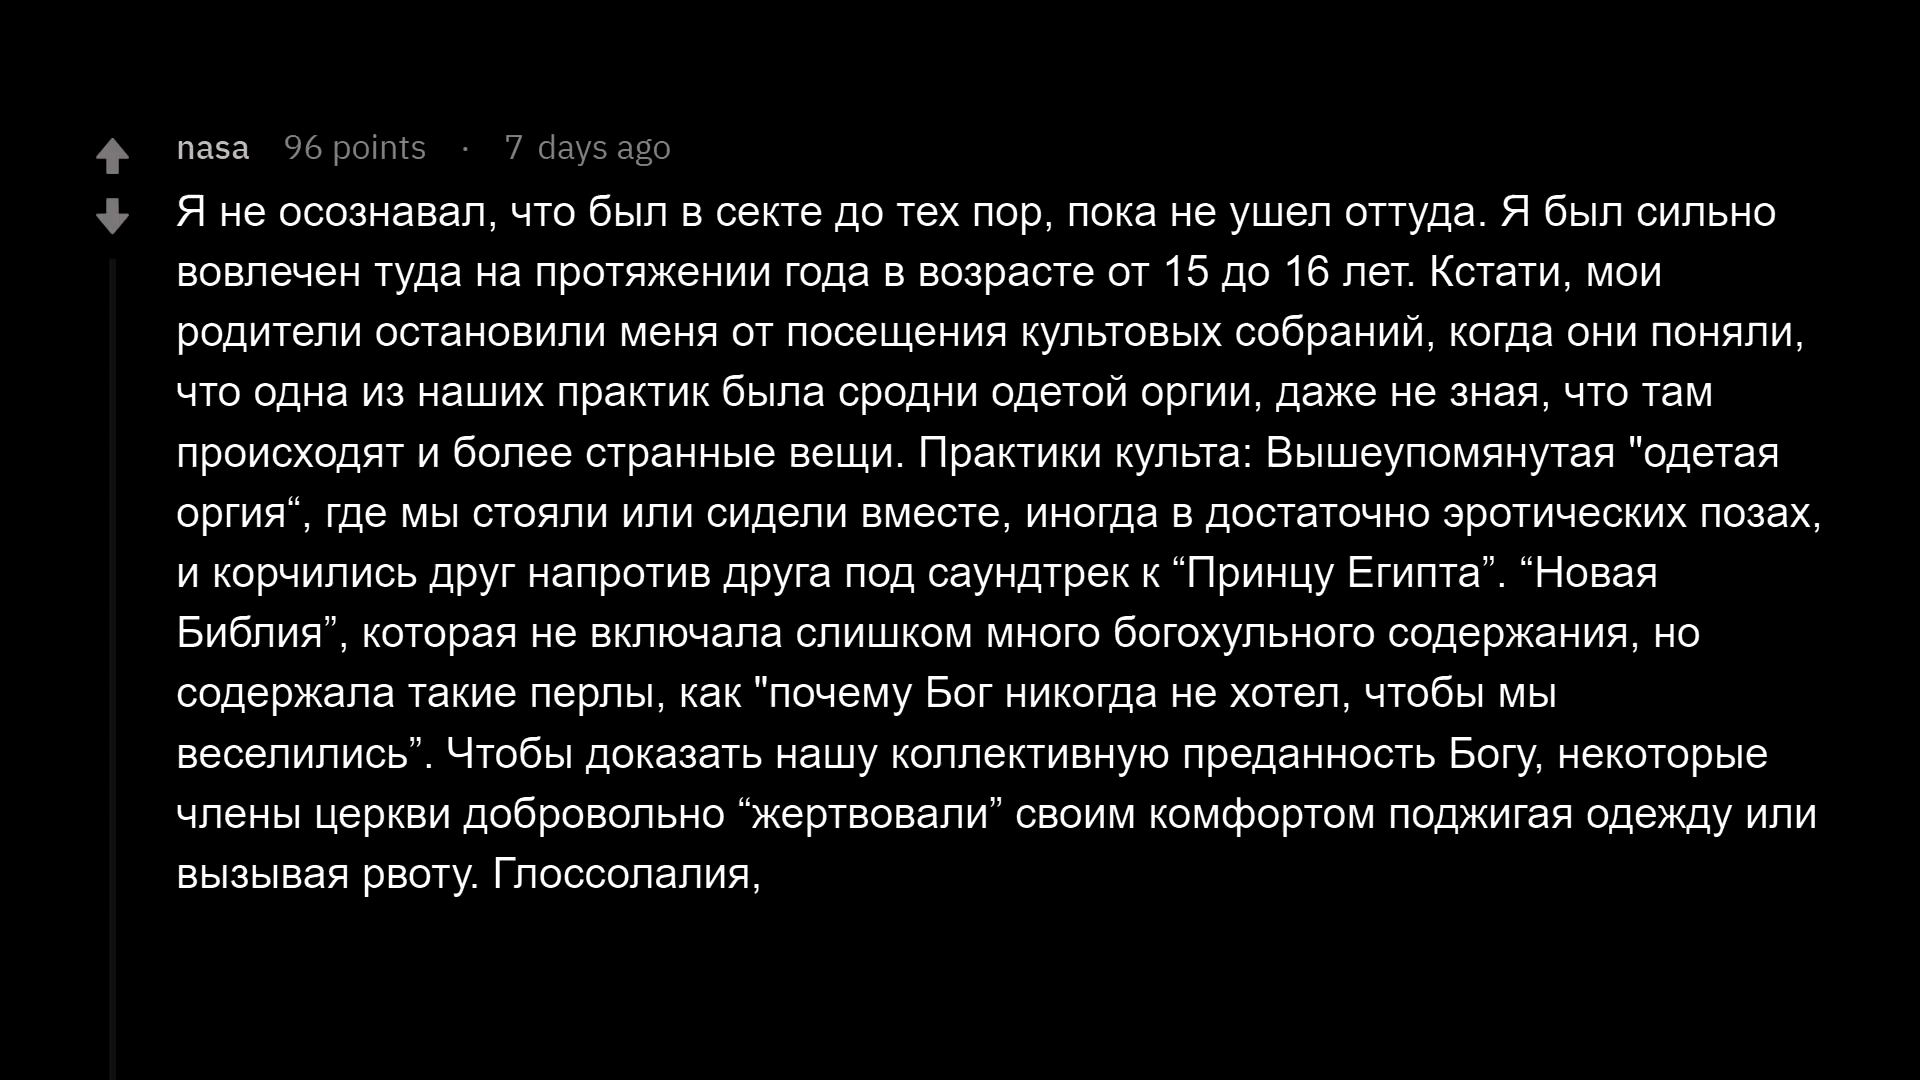 nasa 96 points · 7 days ago
Я не осознавал, что был в секте до тех пор, пока не ушел оттуда. Я был сильно
вовлечен туда на протяжении года в возрасте от 15 до 16 лет. Кстати, мои
родители остановили меня от посещения культовых собраний, когда они поняли,
что одна из наших практик была сродни одетой оргии, даже не зная, что там
происходят и более странные вещи. Практики культа: Вышеупомянутая "одетая
оргия“, где мы стояли или сидели вместе, иногда в достаточно эротических позах,
и корчились друг напротив друга под саундтрек к “Принцу Египта”. “Новая
Библия”, которая не включала слишком много богохульного содержания, но
содержала такие перлы, как "почему Бог никогда не хотел, чтобы мы
веселились”. Чтобы доказать нашу коллективную преданность Богу, некоторые
члены церкви добровольно “жертвовали” своим комфортом поджигая одежду или
вызывая рвоту. Глоссолалия,